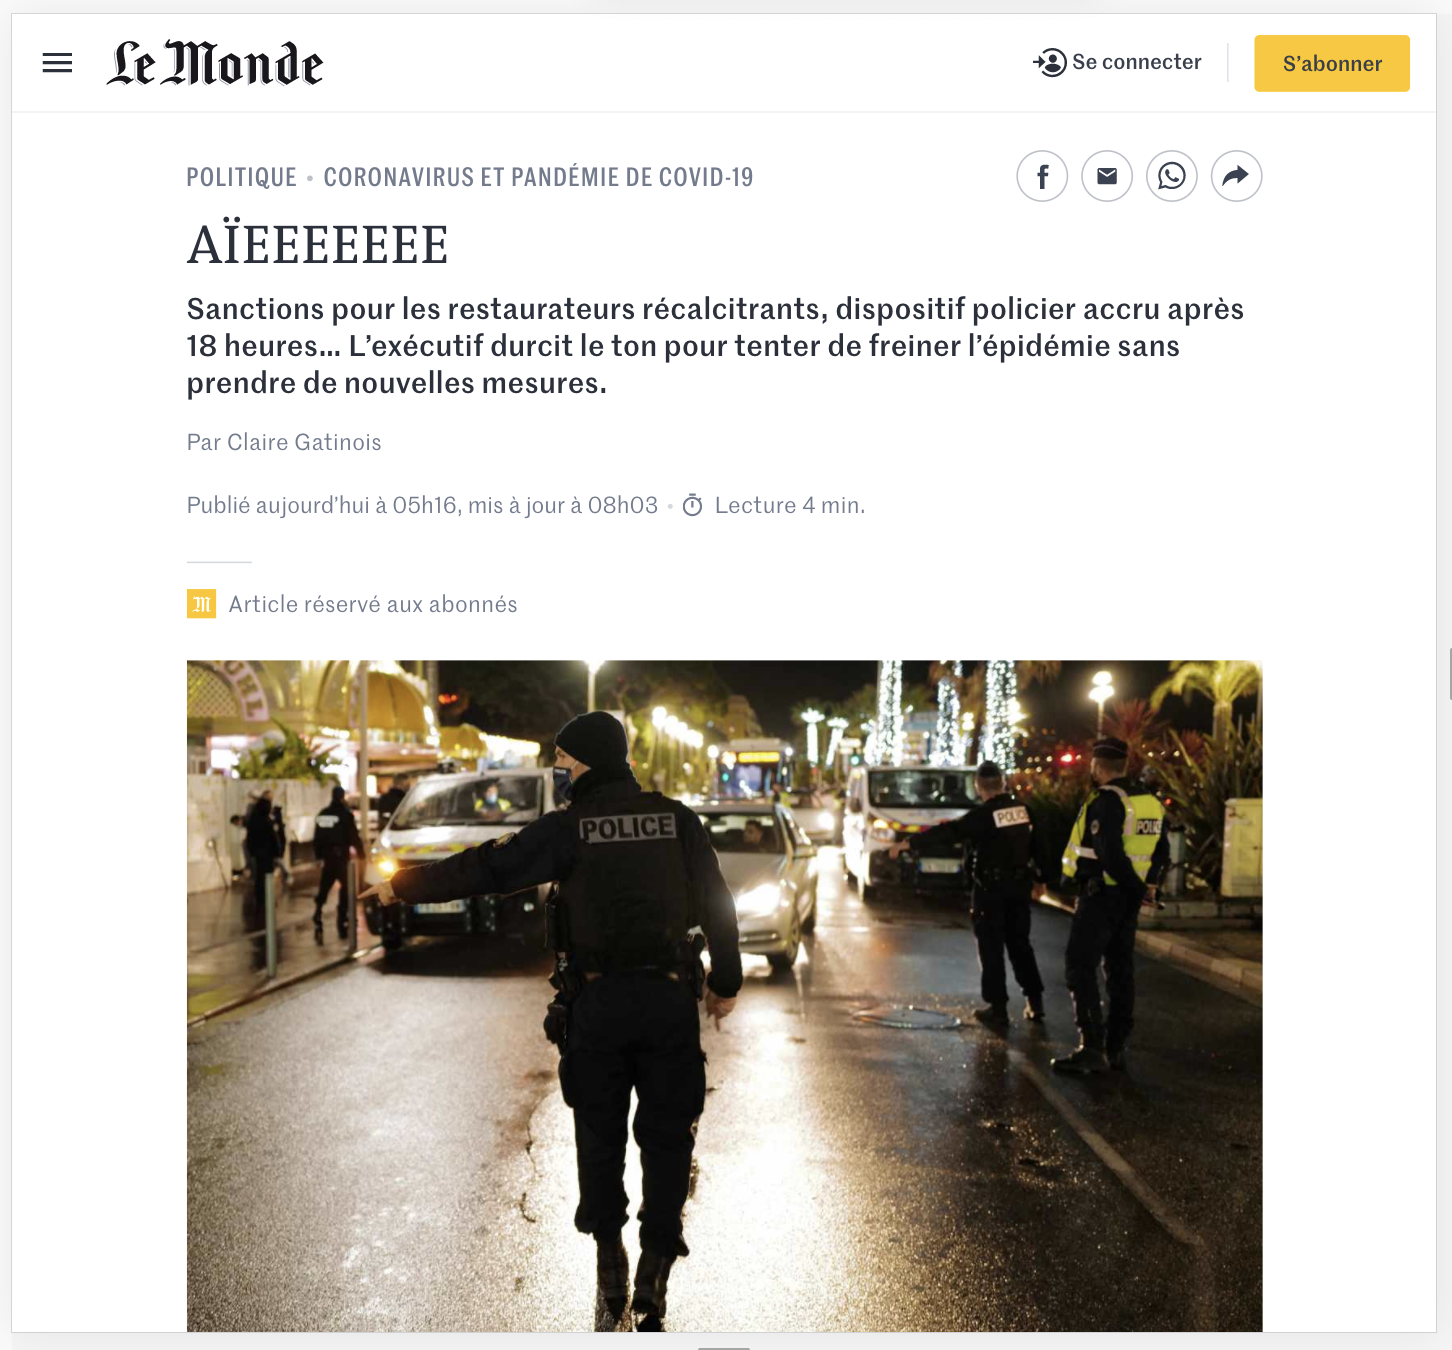 Le Monde
Se connecter
S’abonner
POLITIQUE • CORONAVIRUS ET PANDÉMIE DE COVID-19
AÏEEEEEEE
Sanctions pour les restaurateurs récalcitrants, dispositif policier accru après
18 heures… L’exécutif durcit le ton pour tenter de freiner l’épidémie sans
prendre de nouvelles mesures.
Par Claire Gatinois
Publié aujourd’hui à 05h16, mis à jour à 08h03 • Lecture 4 min.
M Article réservé aux abonnés
POLICE
POLICE
POLICE